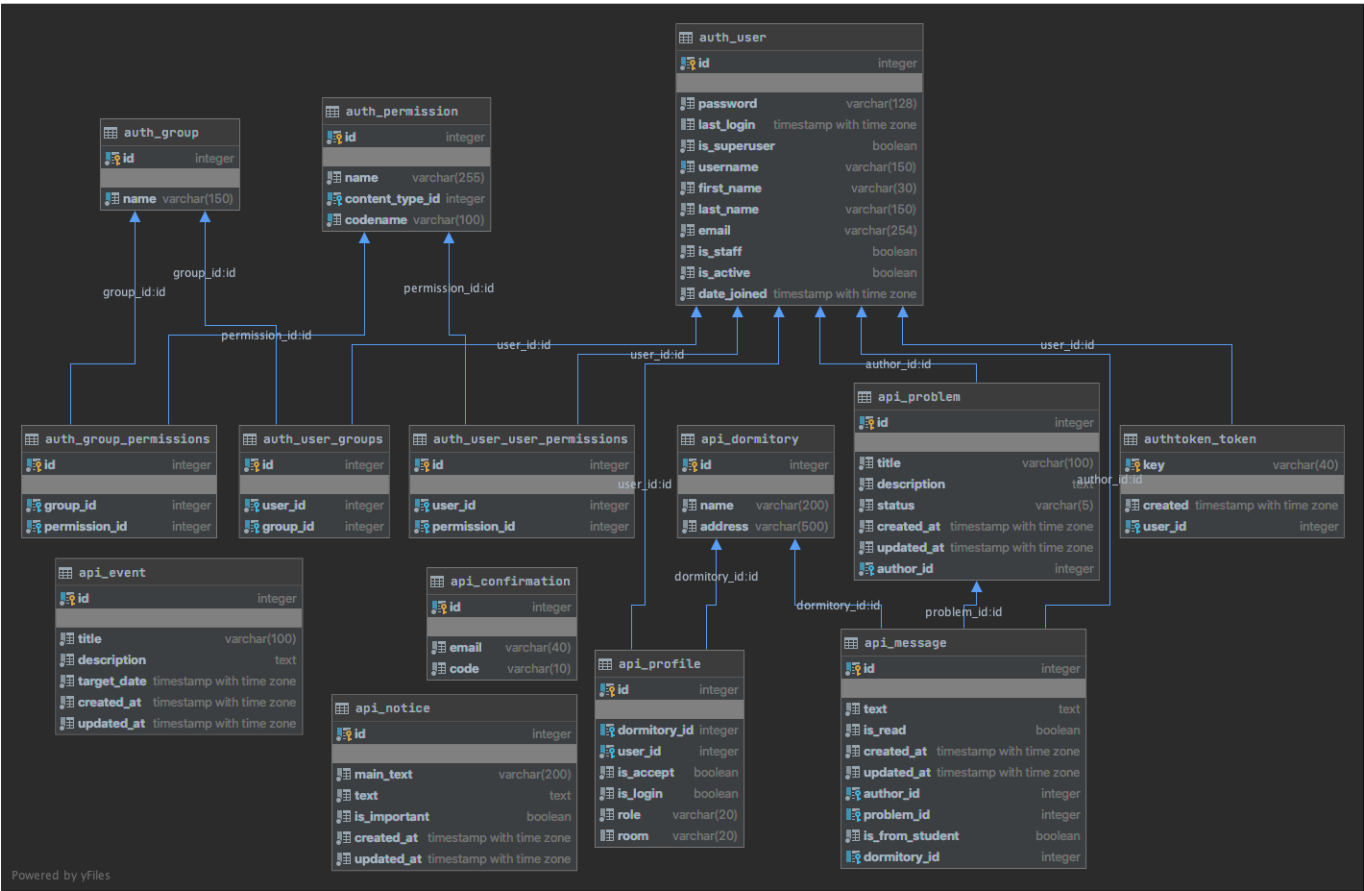 auth_user
id integer
password varchar(128)
last_login timestamp with time zone
is_superuser boolean
username varchar(150)
first_name varchar(30)
last_name varchar(150)
email varchar(254)
is_staff boolean
is_active boolean
date_joined timestamp with time zone
auth_permission
id integer
name varchar(255)
content_type_id integer
codename varchar(100)
auth_group
id integer
name varchar(150)
group_id:id
group_id:id
permission_id:id
permission_id:id
user_id:id
user_id:id
user_id:id
author_id:id
auth_group_permissions
id integer
group_id integer
permission_id integer
auth_user_groups
id integer
user_id integer
group_id integer
auth_user_user_permissions
id integer
user_id integer
permission_id integer
user_id:id
api_dormitory
id integer
name varchar(200)
address varchar(500)
api_problem
id integer
title varchar(100)
description text
status varchar(5)
created_at timestamp with time zone
updated_at timestamp with time zone
author_id integer
author_id:id
authtoken_token
key varchar(40)
created timestamp with time zone
user_id integer
dormitory_id:id
dormitory_id:id
problem_id:id
api_event
id integer
title varchar(100)
description text
target_date timestamp with time zone
created_at timestamp with time zone
updated_at timestamp with time zone
api_confirmation
id integer
email varchar(40)
code varchar(10)
api_notice
id integer
main_text varchar(200)
text text
is_important boolean
created_at timestamp with time zone
updated_at timestamp with time zone
api_profile
id integer
dormitory_id integer
user_id integer
is_accept boolean
is_login boolean
role varchar(20)
room varchar(20)
api_message
id integer
text text
is_read boolean
created_at timestamp with time zone
updated_at timestamp with time zone
author_id integer
problem_id integer
is_from_student boolean
dormitory_id integer
Powered by yFiles